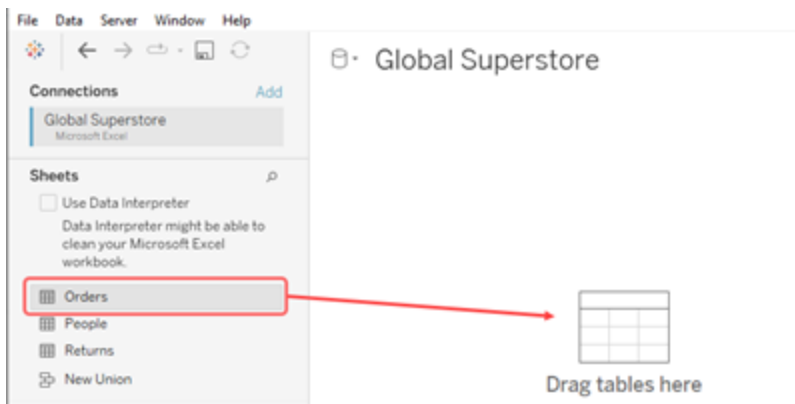 File Data Server Window Help
Global Superstore
Connections Add
Global Superstore
Microsoft Excel
Sheets
Use Data Interpreter
Data Interpreter might be able to
clean your Microsoft Excel
workbook.
Orders
People
Returns
New Union
Drag tables here